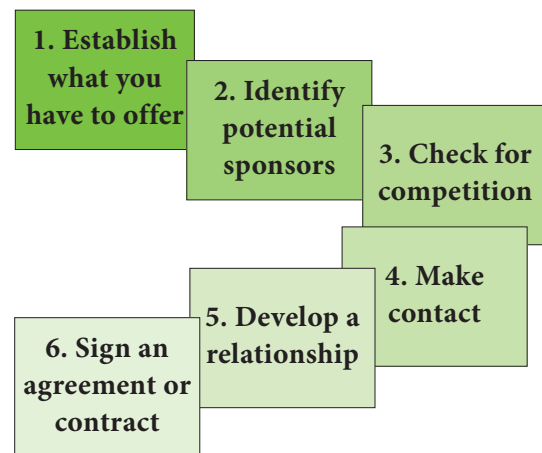 1. Establish
what you
have to offer
2. Identify
potential
sponsors
3. Check for
competition
4. Make
contact
5. Develop a
relationship
6. Sign an
agreement or
contract